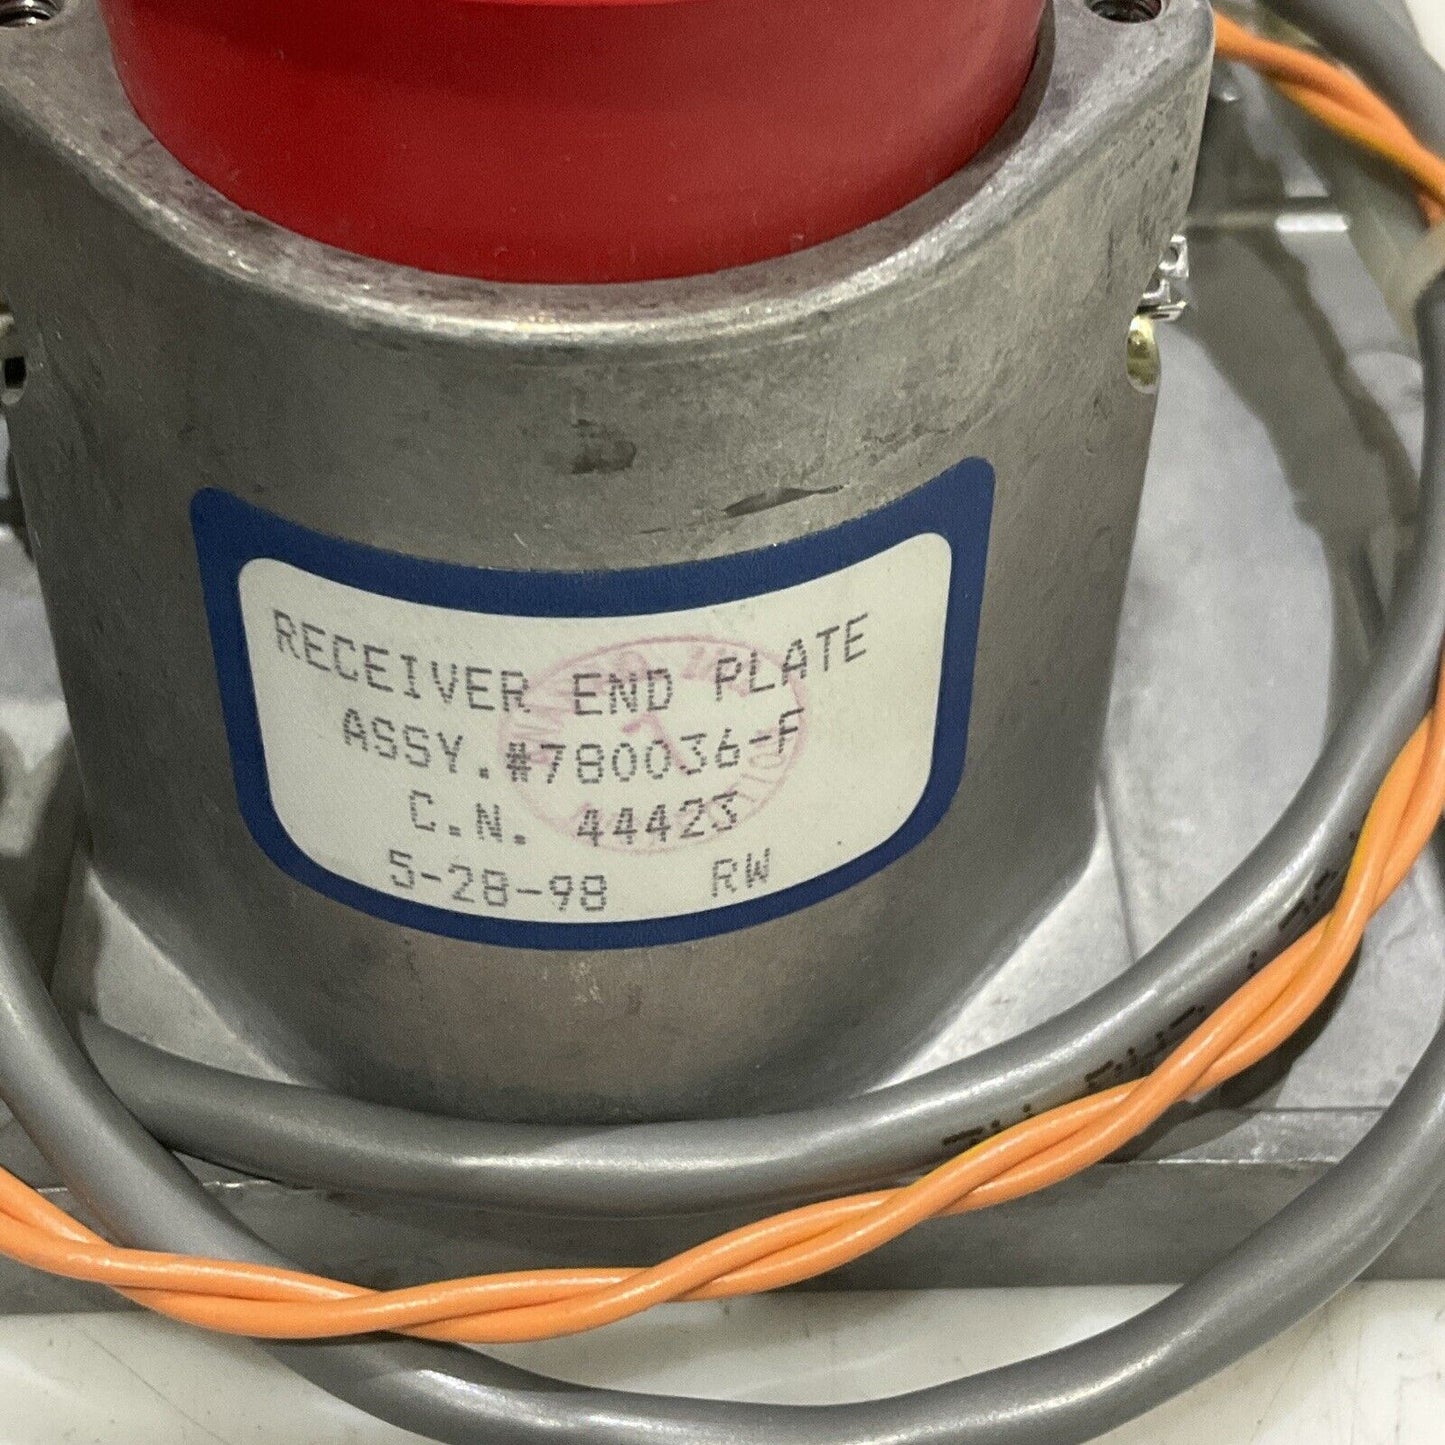 RECEIVER END PLATE
ASSY.#780036-F
C.N. 44423
5-28-98 RW